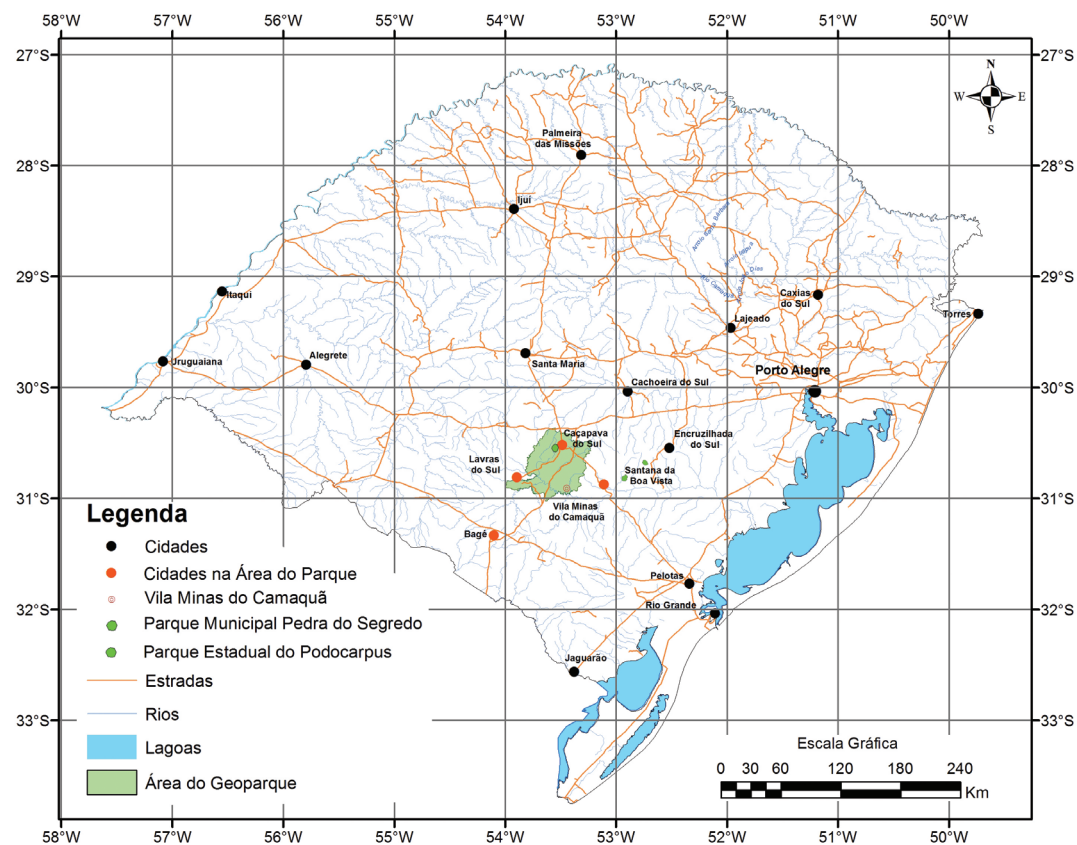 58°W 57°W 56°W 55°W 54°W 53°W 52°W 51°W 50°W
27°S 27°S
N
W E
S
Palmeira
das Missões
28°S 28°S
Ijuí
29°S 29°S
Itaqui
Caxias
do Sul
Torres
Lajeado
Uruguaiana
Alegrete
Santa Maria
Porto Alegre
Cachoeira do Sul
30°S 30°S
Caçapava
do Sul
Encruzilhada
do Sul
Lavras
do Sul
Santana da
Boa Vista
31°S 31°S
Vila Minas
do Camaquã
Bagé
Pelotas
Rio Grande
32°S 32°S
Jaguarão
33°S 33°S
Legenda
Cidades
Cidades na Área do Parque
Vila Minas do Camaquã
Parque Municipal Pedra do Segredo
Parque Estadual do Podocarpus
Estradas
Rios
Lagoas
Área do Geoparque
Escala Gráfica
0 30 60 120 180 240
Km
58°W 57°W 56°W 55°W 54°W 53°W 52°W 51°W 50°W